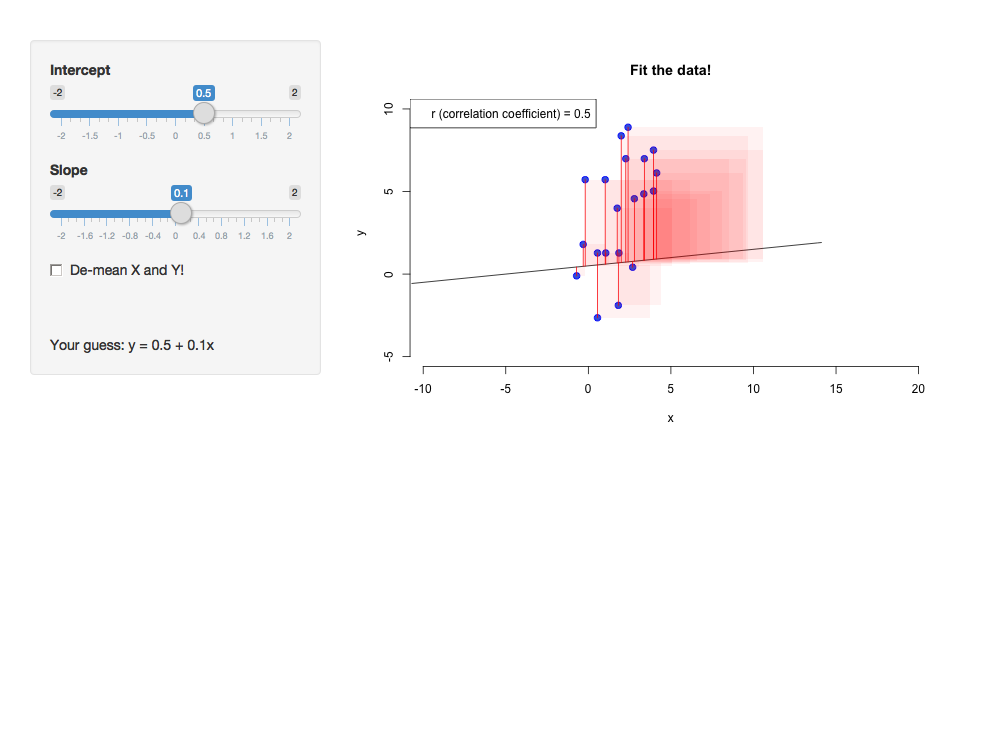 Intercept
-2 0.5 2
-2 -1.5 -1 -0.5 0 0.5 1 1.5 2
Slope
-2 0.1 2
-2 -1.6 -1.2 -0.8 -0.4 0 0.4 0.8 1.2 1.6 2
De-mean X and Y!
Your guess: y = 0.5 + 0.1x
Fit the data!
r (correlation coefficient) = 0.5
10
5
0
-5
y
-10 -5 0 5 10 15 20
x